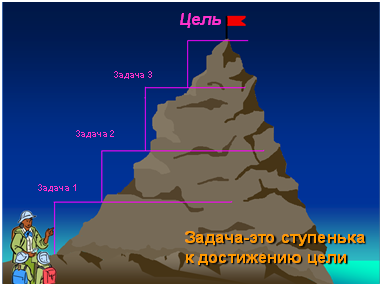 Цель
Задача 3
Задача 2
Задача 1
Задача-это ступенька
к достижению цели